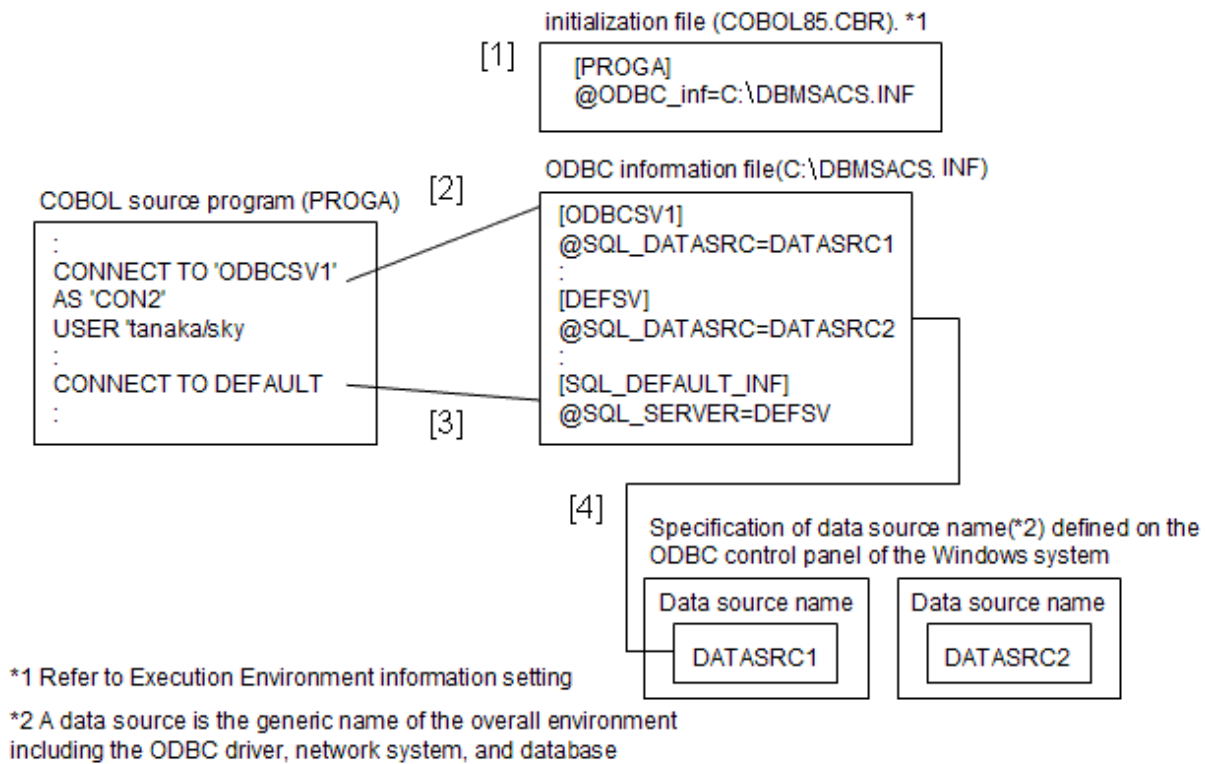 initialization file (COBOL85.CBR). *1
[1]
[PROGA]
@ODBC_inf=C:\DBMSACS.INF
ODBC information file(C:\DBMSACS. INF)
COBOL source program (PROGA)
[2]
:
CONNECT TO 'ODBCSV1'
AS 'CON2'
USER 'tanaka/sky
:
CONNECT TO DEFAULT
:
[ODBCSV1]
@SQL_DATASRC=DATASRC1
:
[DEFSV]
@SQL_DATASRC=DATASRC2
:
[SQL_DEFAULT_INF]
@SQL_SERVER=DEFSV
[3]
[4]
Specification of data source name(*2) defined on the
ODBC control panel of the Windows system
Data source name
DATASRC1
Data source name
DATASRC2
*1 Refer to Execution Environment information setting
*2 A data source is the generic name of the overall environment
including the ODBC driver, network system, and database